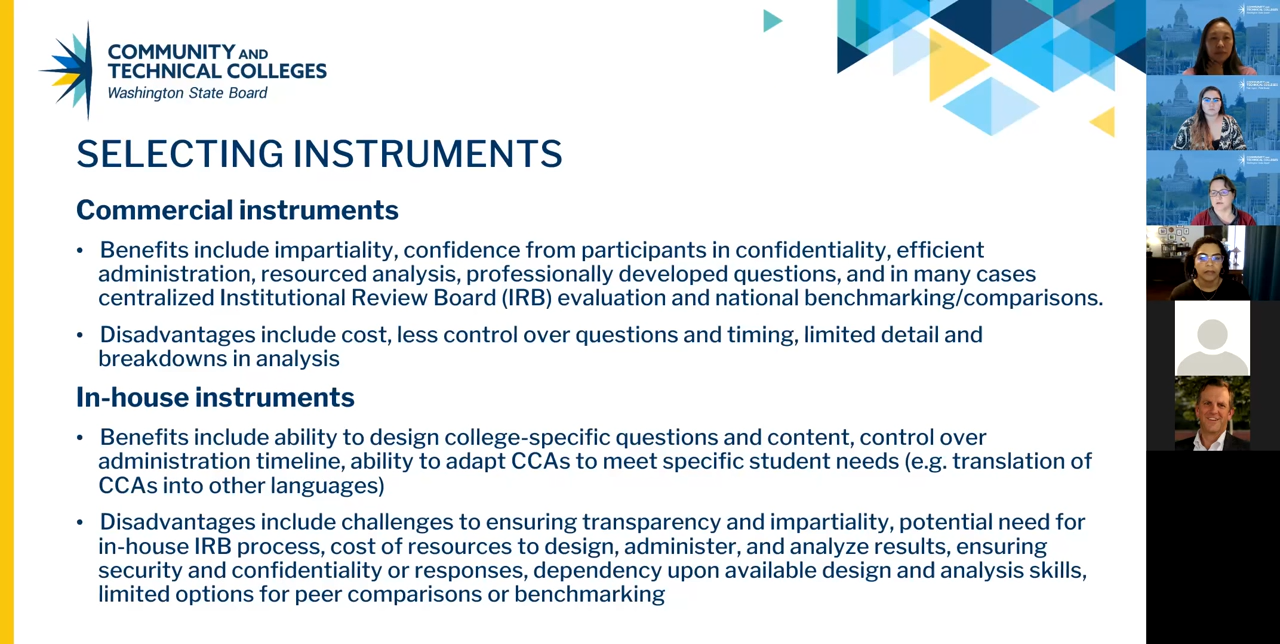 COMMUNITY AND
TECHNICAL COLLEGES
Washington State Board
SELECTING INSTRUMENTS
Commercial instruments
• Benefits include impartiality, confidence from participants in confidentiality, efficient
administration, resourced analysis, professionally developed questions, and in many cases
centralized Institutional Review Board (IRB) evaluation and national benchmarking/comparisons.
• Disadvantages include cost, less control over questions and timing, limited detail and
breakdowns in analysis
In-house instruments
• Benefits include ability to design college-specific questions and content, control over
administration timeline, ability to adapt CCAs to meet specific student needs (e.g. translation of
CCAs into other languages)
• Disadvantages include challenges to ensuring transparency and impartiality, potential need for
in-house IRB process, cost of resources to design, administer, and analyze results, ensuring
security and confidentiality or responses, dependency upon available design and analysis skills,
limited options for peer comparisons or benchmarking